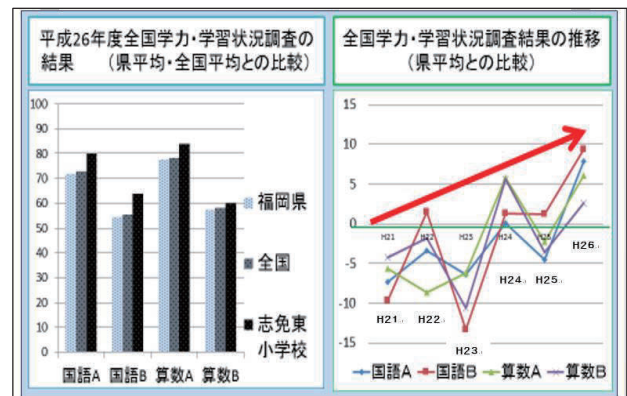 平成26年度全国学力・学習状況調査の
結果 （県平均・全国平均との比較）
100
90
80
70
60
50
40
30
20
10
0
国語A 国語B 算数A 算数B
福岡県
全国
志免東
小学校
全国学力・学習状況調査結果の推移
（県平均との比較）
15
10
5
0
-5
-10
-15
H21 H22 H23 H24 H25
H26
H24 H25
H21 H22
H23
国語A 国語B 算数A 算数B